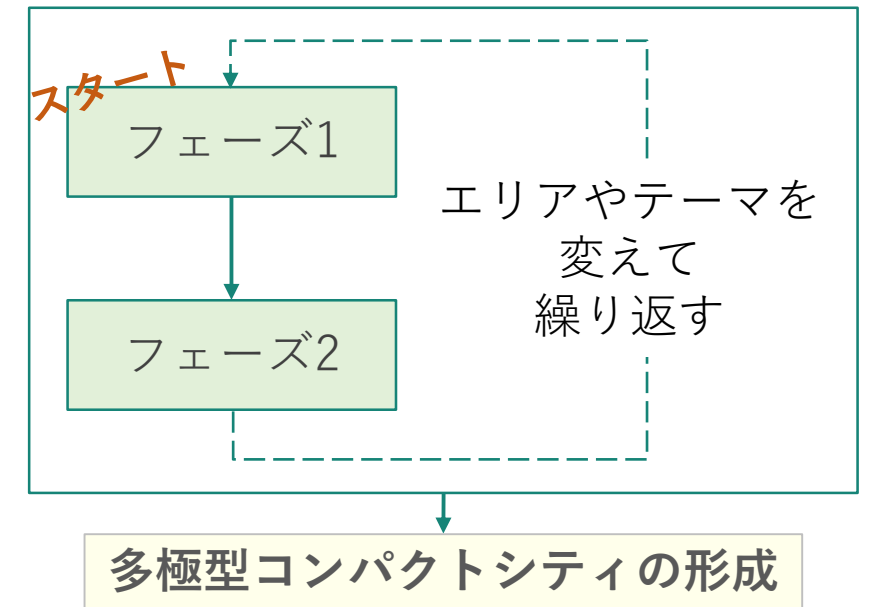 スタート
フェーズ1
エリアやテーマを
変えて
繰り返す
フェーズ2
多極型コンパクトシティの形成